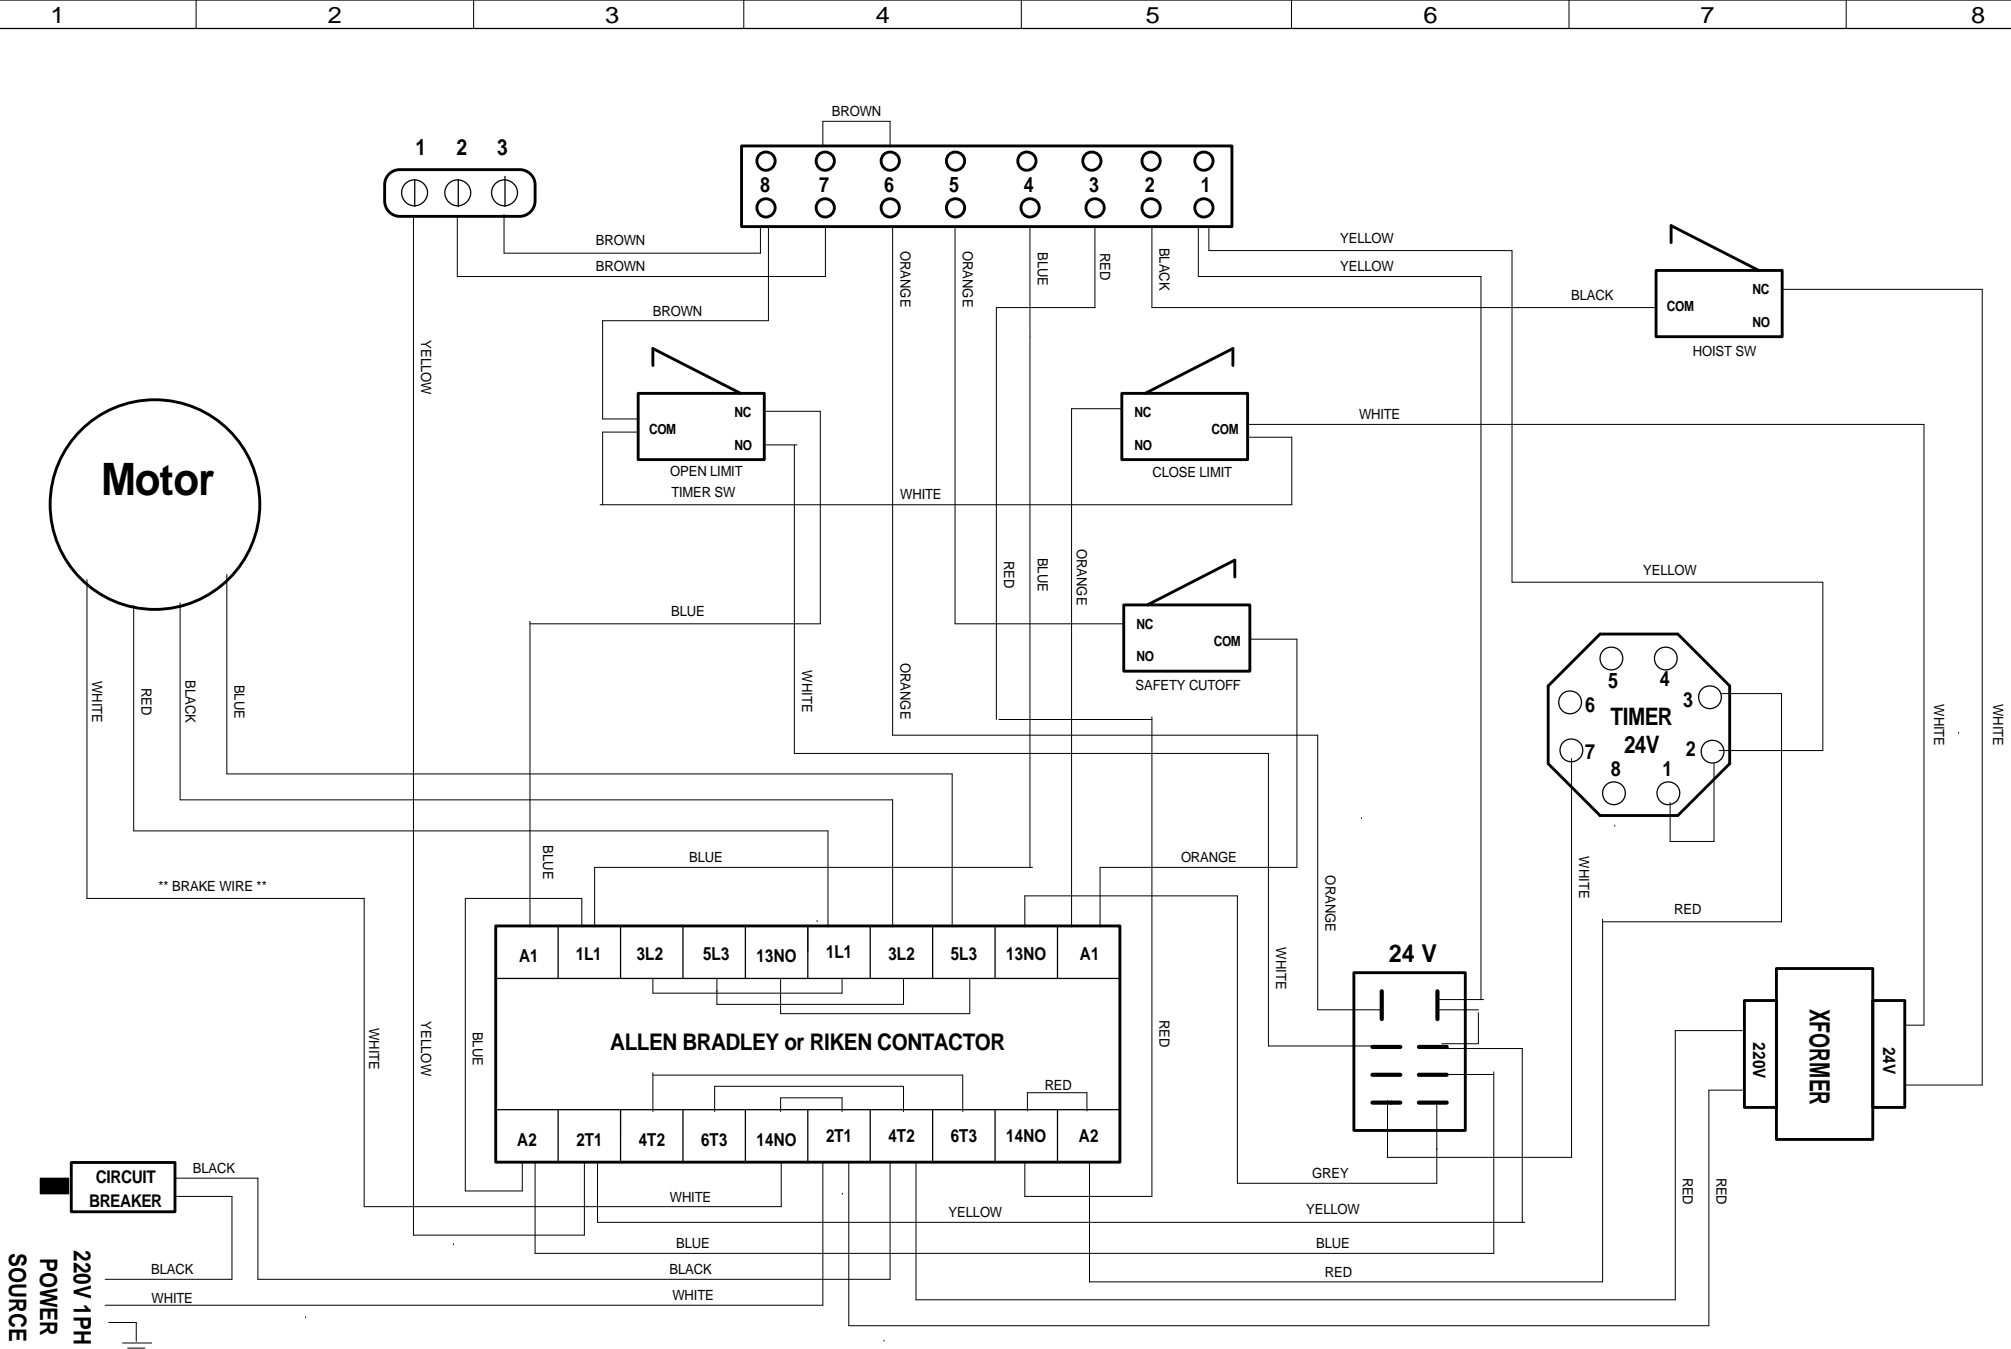 1 2 3 4 5 6 7 8
BROWN
1 2 3
8 7 6 5 4 3 2 1
BROWN
BROWN
BROWN
YELLOW
ORANGE
ORANGE
BLUE
RED
BLACK
YELLOW
YELLOW
BLACK
COM
NC
NO
HOIST SW
COM
NC
NO
OPEN LIMIT
TIMER SW
WHITE
NC
NO
COM
CLOSE LIMIT
WHITE
Motor
WHITE
RED
BLACK
BLUE
BLUE
WHITE
ORANGE
RED
BLUE
ORANGE
NC
NO
COM
SAFETY CUTOFF
YELLOW
5 4
6 3
TIMER
24V
7 2
8 1
WHITE
WHITE
** BRAKE WIRE **
BLUE
BLUE
ORANGE
ORANGE
WHITE
WHITE
RED
A1 1L1 3L2 5L3 13NO 1L1 3L2 5L3 13NO A1
ALLEN BRADLEY or RIKEN CONTACTOR
RED
A2 2T1 4T2 6T3 14NO 2T1 4T2 6T3 14NO A2
WHITE
YELLOW
BLUE
RED
24 V
220V
XFORMER
24V
CIRCUIT
BREAKER
BLACK
WHITE
YELLOW
GREY
YELLOW
BLUE
BLUE
RED
RED
RED
BLACK
BLACK
WHITE
WHITE
220V 1PH
POWER
SOURCE